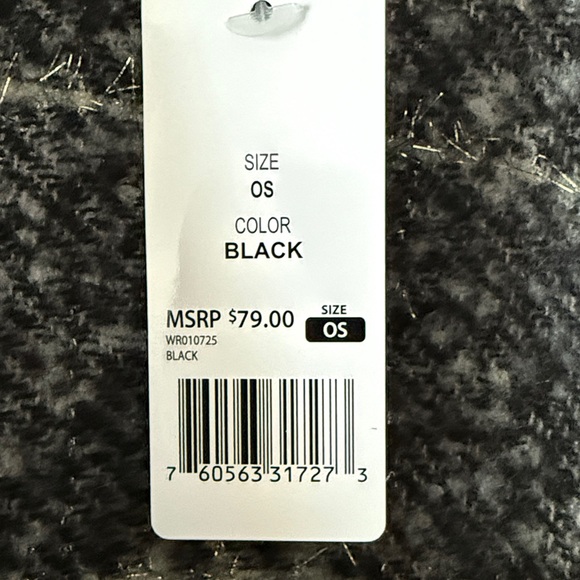 SIZE
OS
COLOR
BLACK
MSRP $79.00
SIZE
OS
WR010725
BLACK
7 60563 31727 3